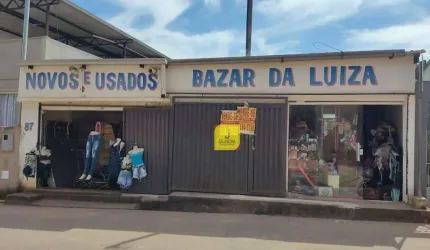 NOVOS E USADOS
BAZAR DA LUIZA
87